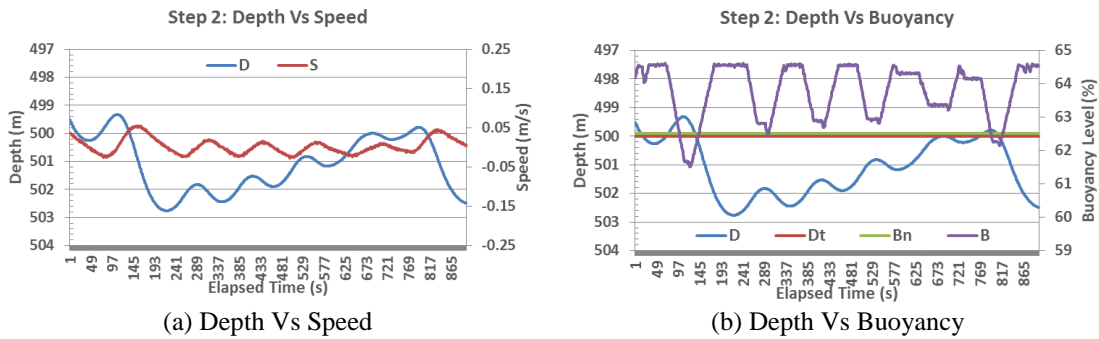 Step 2: Depth Vs Speed
D S
497
498
499
500
501
502
503
504
Depth (m)
0.25
0.15
0.05
-0.05
-0.15
-0.25
Speed (m/s)
1 49 97 145 193 241 289 337 385 433 481 529 577 625 673 721 769 817 865
Elapsed Time (s)
(a) Depth Vs Speed
Step 2: Depth Vs Buoyancy
497
498
499
500
501
502
503
504
Depth (m)
65
64
63
62
61
60
59
Buoyancy Level (%)
D Dt Bn B
1 49 97 145 193 241 289 337 385 433 481 529 577 625 673 721 769 817 865
Elapsed Time (s)
(b) Depth Vs Buoyancy